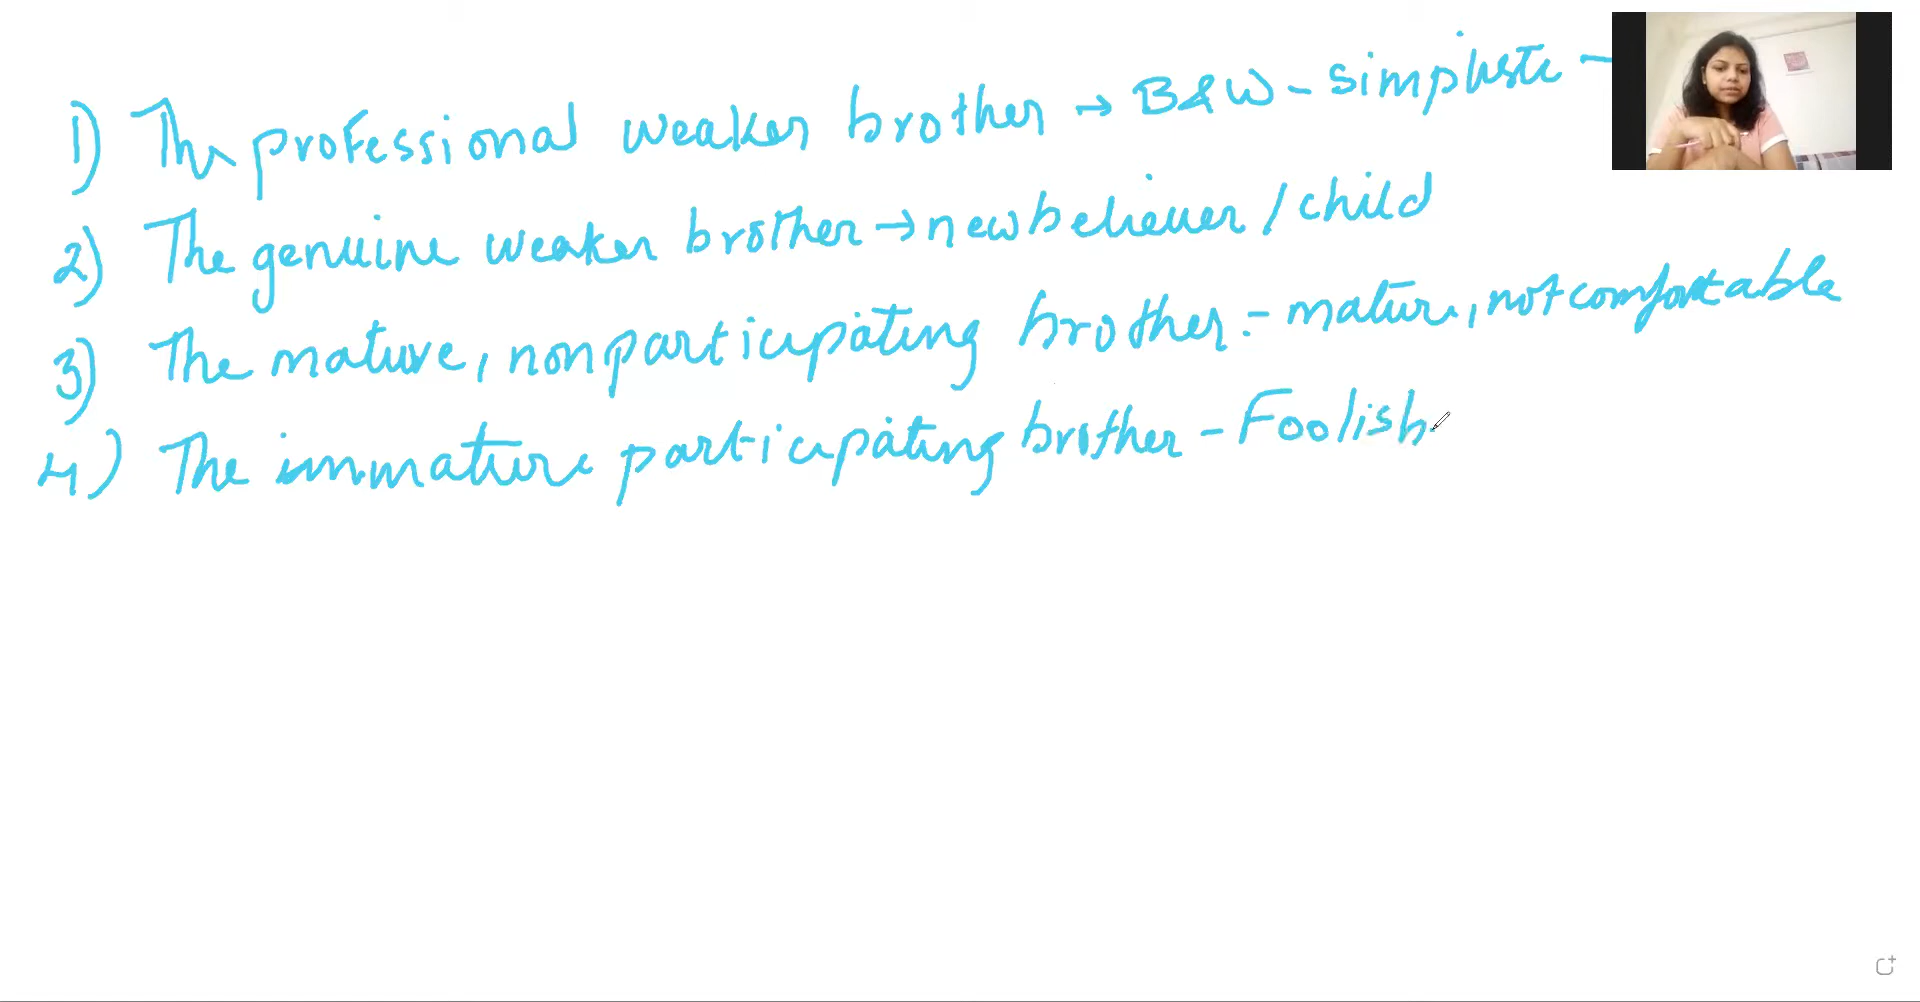 1) The professional weaker brother → B&W - simplistic -
2) The genuine weaker brother → new believer / child
3) The mature, nonparticipating brother :- mature, not comfortable
4) The immature participating brother - Foolish